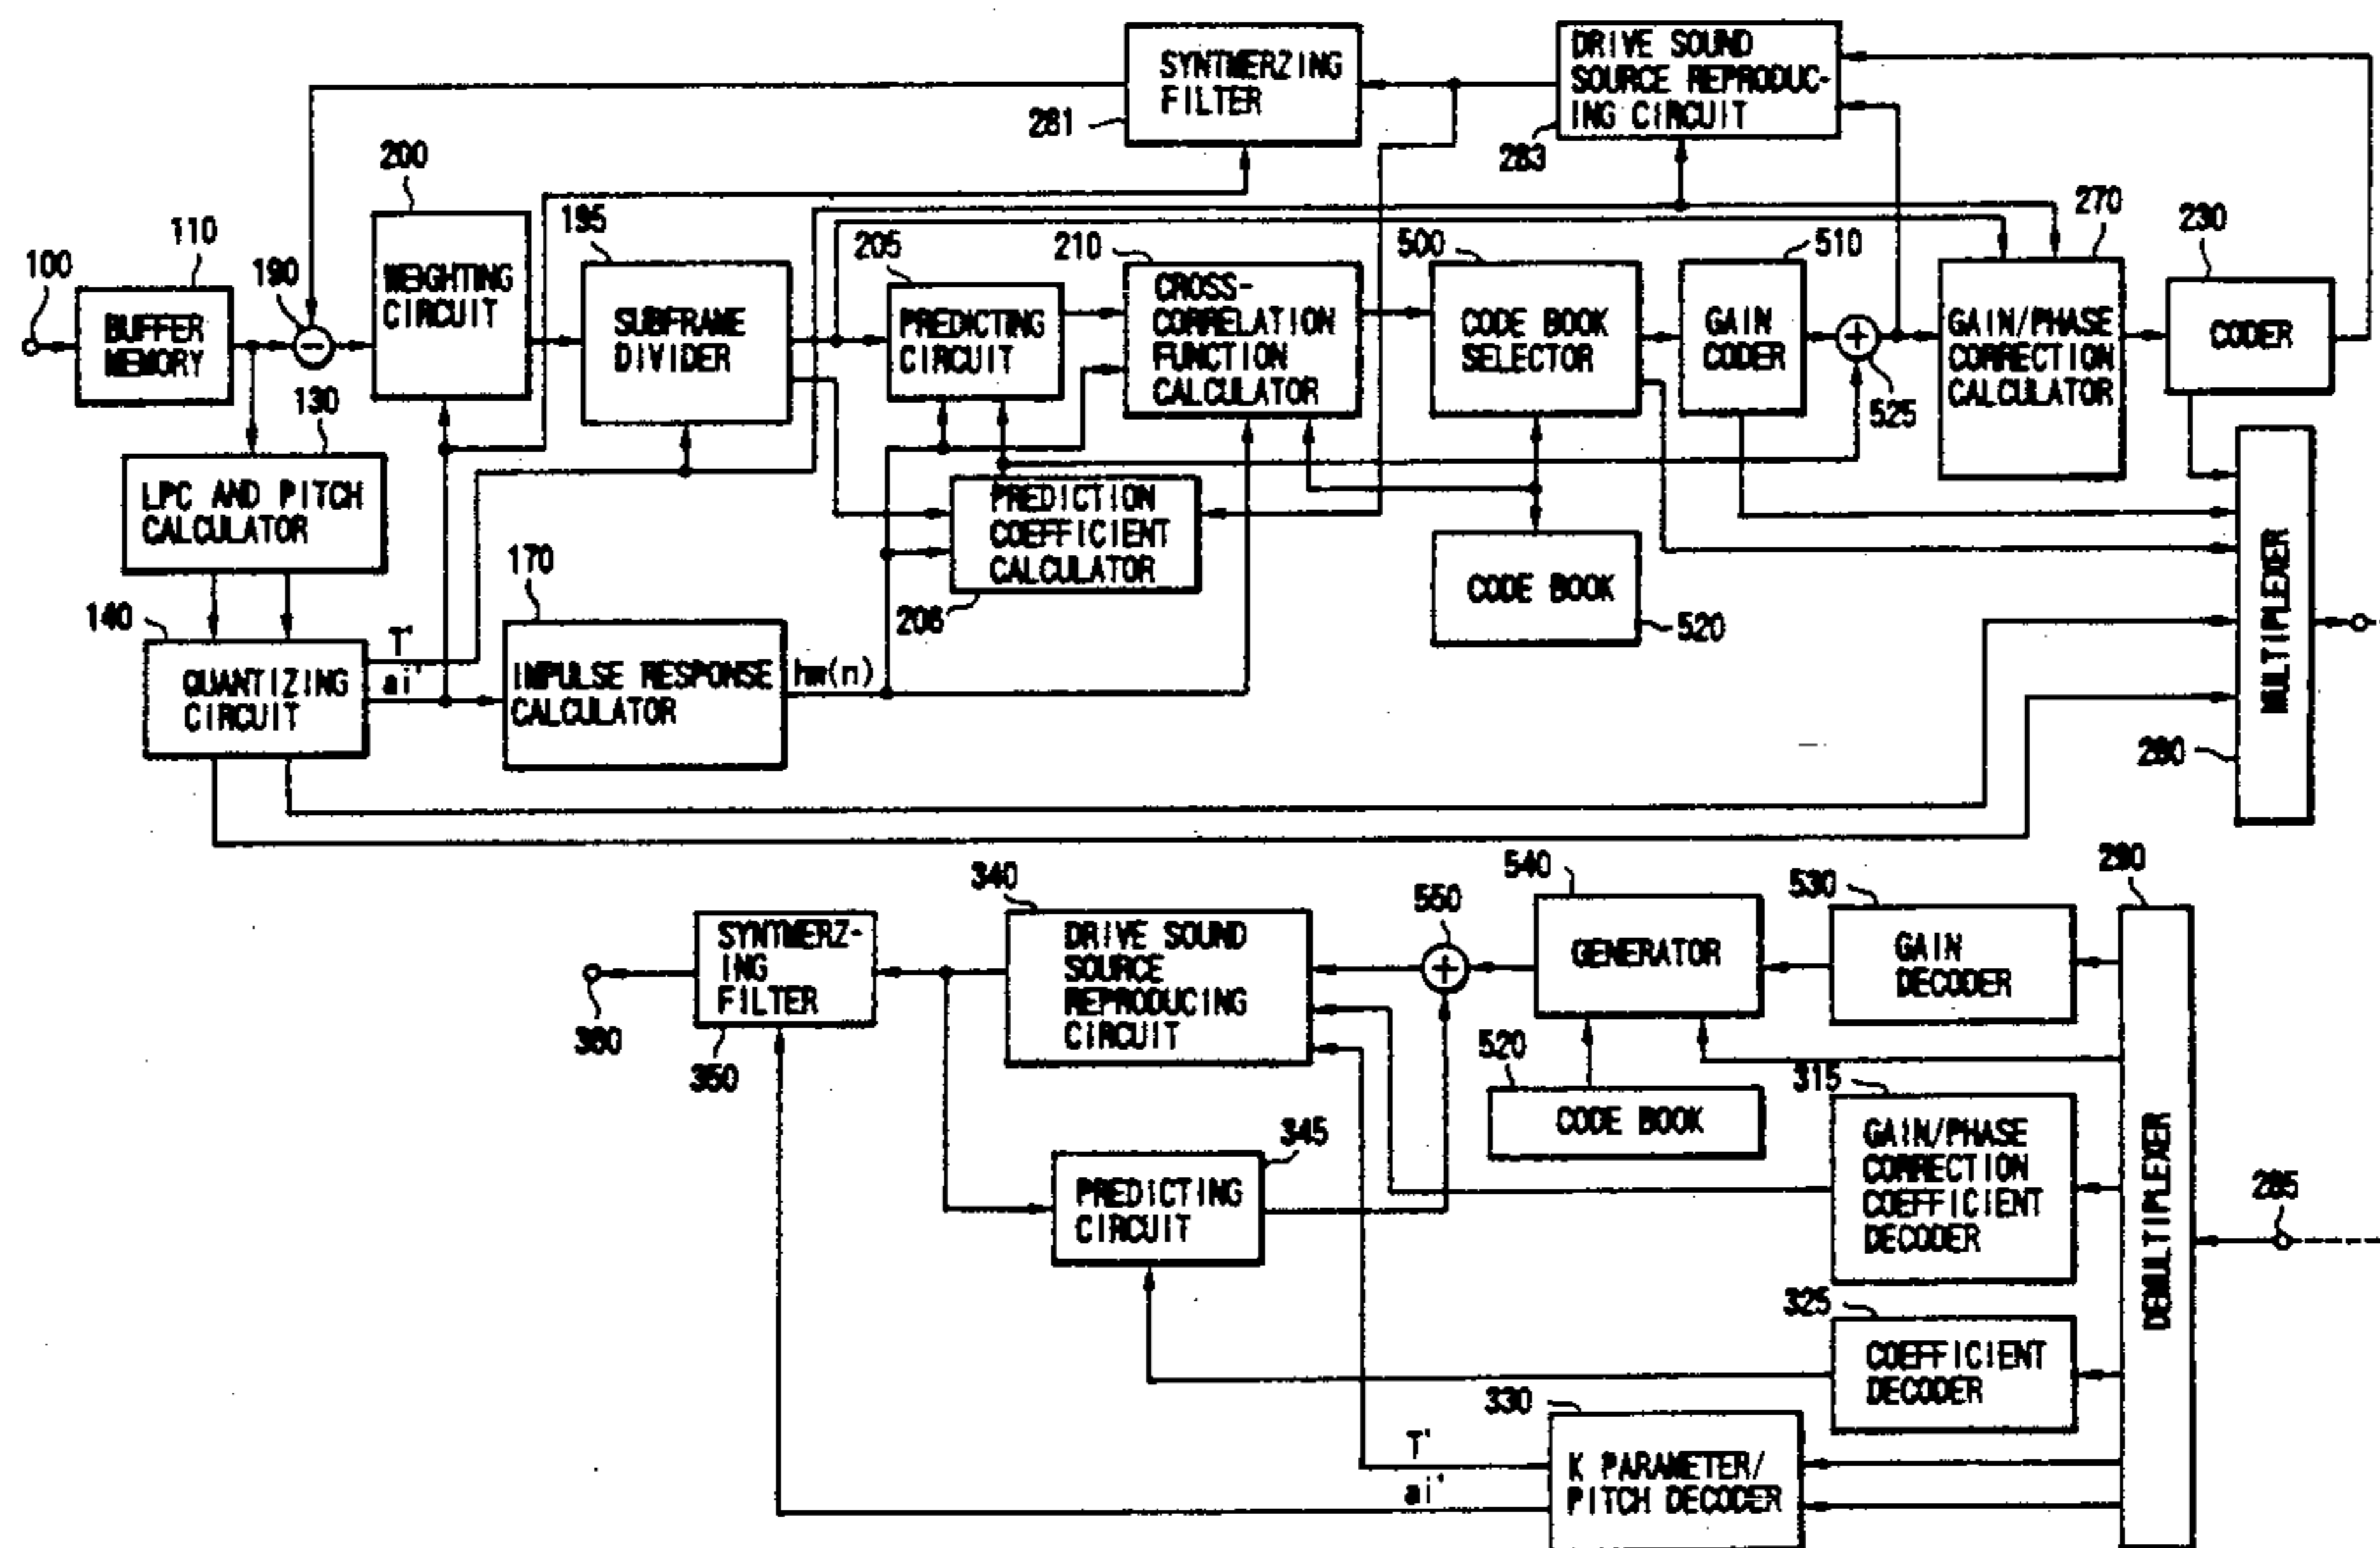 SYNTMERZING
FILTER
281
DRIVE SOUND
SOURCE REPRODUC-
ING CIRCUIT
283
200
WEIGHTING
CIRCUIT
195
SUBFRAME
DIVIDER
100
110
BUFFER
MEMORY
190
205
PREDICTING
CIRCUIT
210
CROSS-
CORRELATION
FUNCTION
CALCULATOR
500
CODE BOOK
SELECTOR
510
GAIN
CODER
525
270
GAIN/PHASE
CORRECTION
CALCULATOR
230
CODER
130
LPC AND PITCH
CALCULATOR
PREDICTION
COEFFICIENT
CALCULATOR
206
CODE BOOK
520
140
QUANTIZING
CIRCUIT
T'
ai'
170
IMPULSE RESPONSE
CALCULATOR
hw(n)
MULTIPLEXER
260
SYNTMERZ-
ING
FILTER
350
360
340
DRIVE SOUND
SOURCE
REPRODUCING
CIRCUIT
550
540
GENERATOR
530
GAIN
DECODER
290
DEMULTIPLEXER
520
CODE BOOK
315
GAIN/PHASE
CORRECTION
COEFFICIENT
DECODER
285
345
PREDICTING
CIRCUIT
325
COEFFICIENT
DECODER
330
K PARAMETER/
PITCH DECODER
T'
ai'